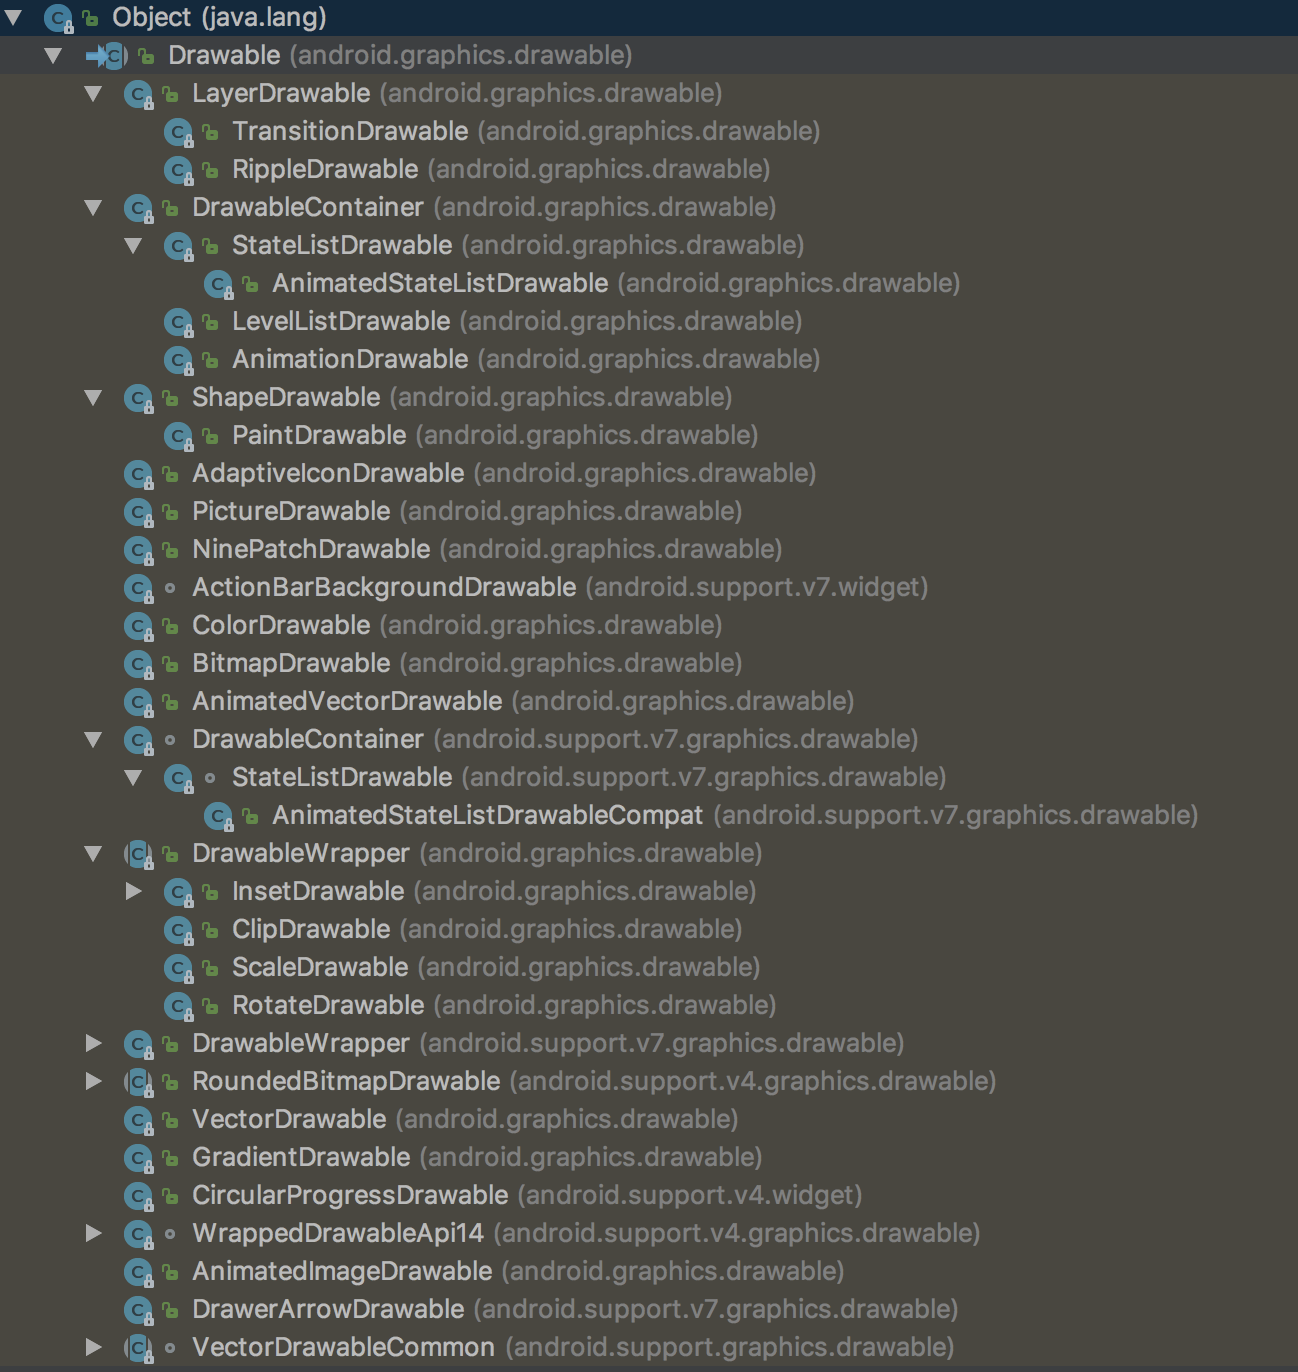 Object (java.lang)
Drawable (android.graphics.drawable)
LayerDrawable (android.graphics.drawable)
TransitionDrawable (android.graphics.drawable)
RippleDrawable (android.graphics.drawable)
DrawableContainer (android.graphics.drawable)
StateListDrawable (android.graphics.drawable)
AnimatedStateListDrawable (android.graphics.drawable)
LevelListDrawable (android.graphics.drawable)
AnimationDrawable (android.graphics.drawable)
ShapeDrawable (android.graphics.drawable)
PaintDrawable (android.graphics.drawable)
AdaptiveIconDrawable (android.graphics.drawable)
PictureDrawable (android.graphics.drawable)
NinePatchDrawable (android.graphics.drawable)
ActionBarBackgroundDrawable (android.support.v7.widget)
ColorDrawable (android.graphics.drawable)
BitmapDrawable (android.graphics.drawable)
AnimatedVectorDrawable (android.graphics.drawable)
DrawableContainer (android.support.v7.graphics.drawable)
StateListDrawable (android.support.v7.graphics.drawable)
AnimatedStateListDrawableCompat (android.support.v7.graphics.drawable)
DrawableWrapper (android.graphics.drawable)
InsetDrawable (android.graphics.drawable)
ClipDrawable (android.graphics.drawable)
ScaleDrawable (android.graphics.drawable)
RotateDrawable (android.graphics.drawable)
DrawableWrapper (android.support.v7.graphics.drawable)
RoundedBitmapDrawable (android.support.v4.graphics.drawable)
VectorDrawable (android.graphics.drawable)
GradientDrawable (android.graphics.drawable)
CircularProgressDrawable (android.support.v4.widget)
WrappedDrawableApi14 (android.support.v4.graphics.drawable)
AnimatedImageDrawable (android.graphics.drawable)
DrawerArrowDrawable (android.support.v7.graphics.drawable)
VectorDrawableCommon (android.support.graphics.drawable)